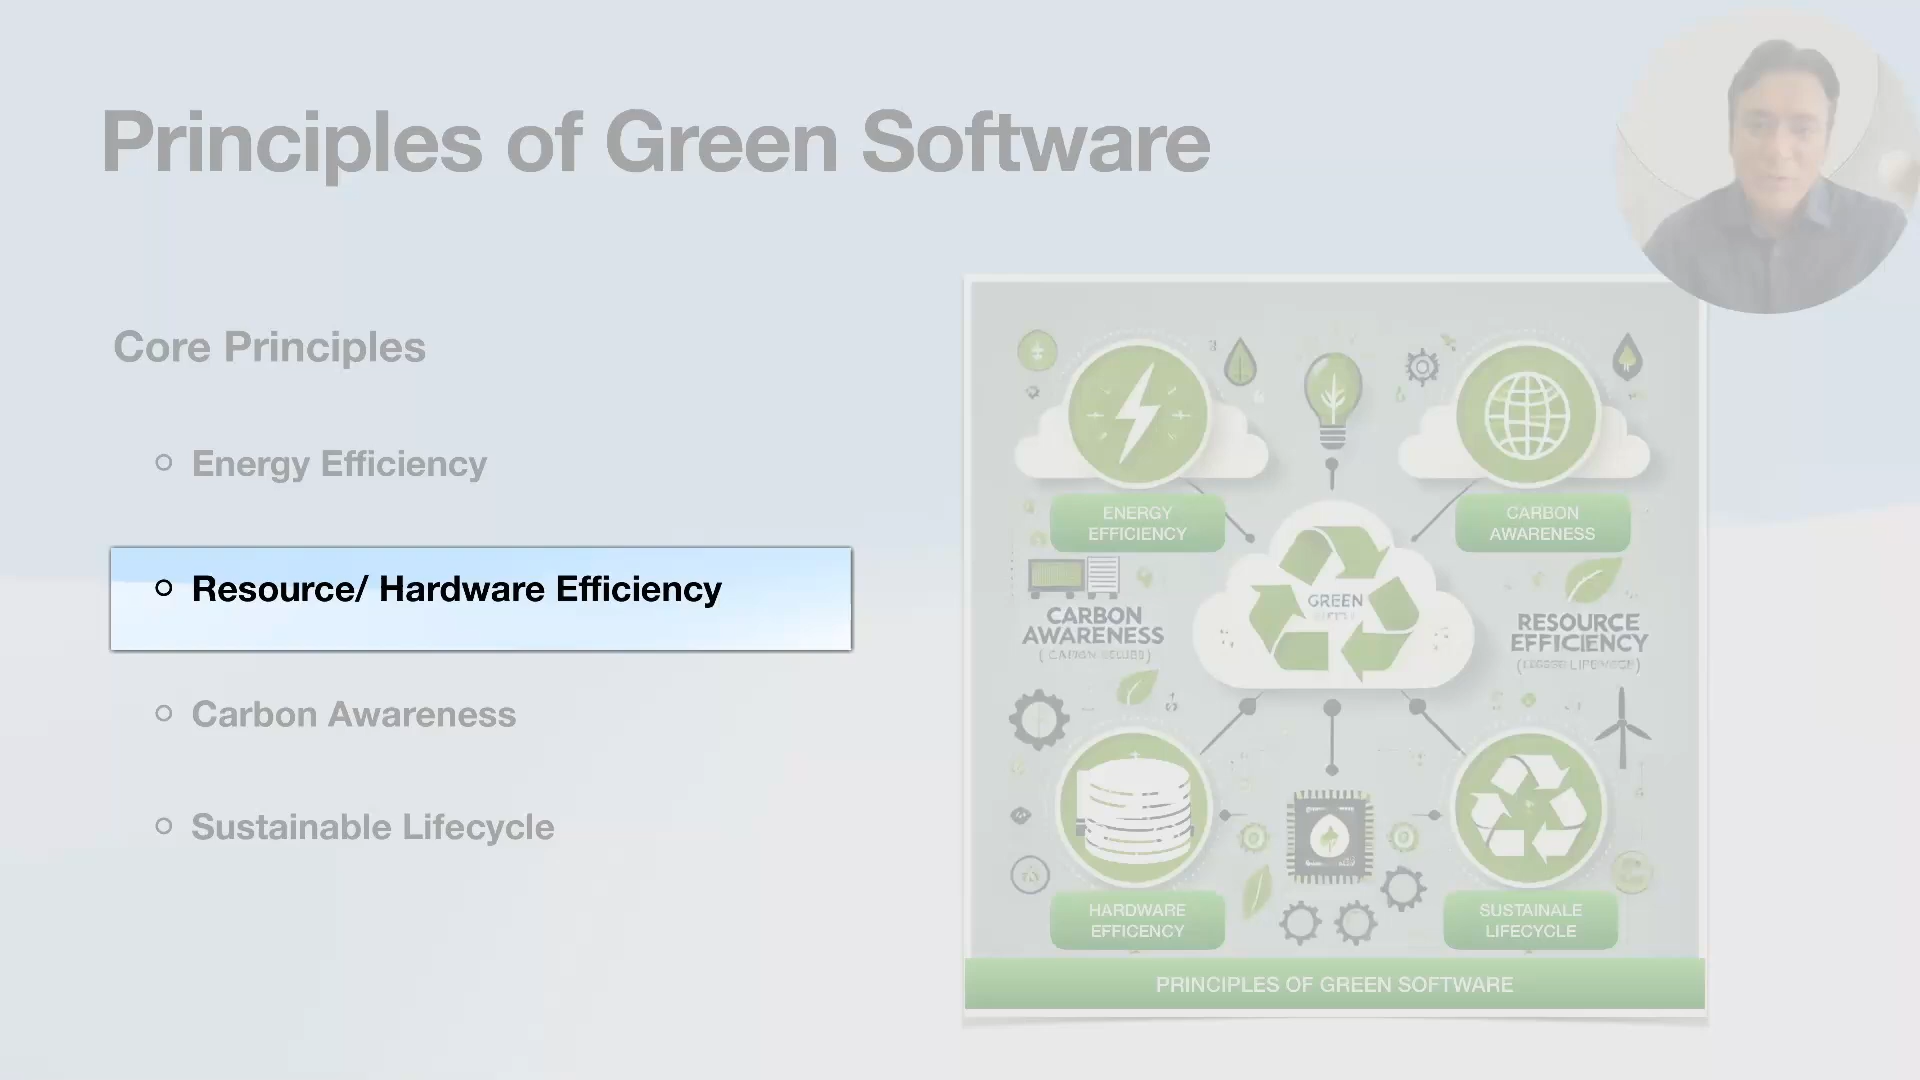 Principles of Green Software
Core Principles
Energy Efficiency
Resource/ Hardware Efficiency
Carbon Awareness
Sustainable Lifecycle
ENERGY
EFFICIENCY
CARBON
AWARENESS
GREEN
CARBON
AWARENESS
RESOURCE
EFFICIENCY
HARDWARE
EFFICENCY
SUSTAINALE
LIFECYCLE
PRINCIPLES OF GREEN SOFTWARE